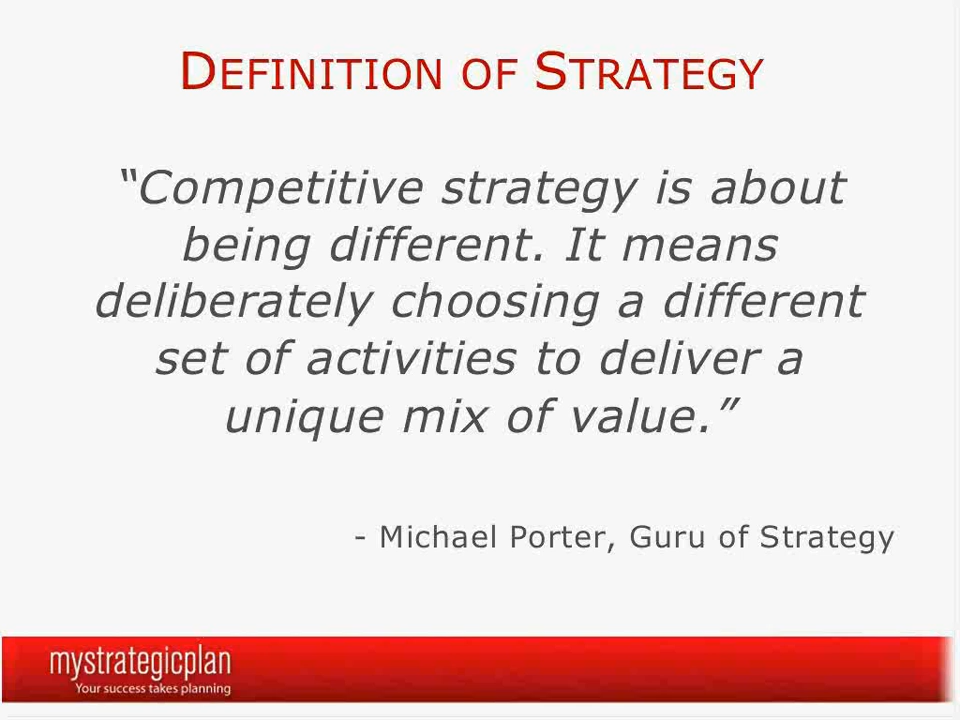 DEFINITION OF STRATEGY
“Competitive strategy is about
being different. It means
deliberately choosing a different
set of activities to deliver a
unique mix of value.”
- Michael Porter, Guru of Strategy
mystrategicplan
Your success takes planning